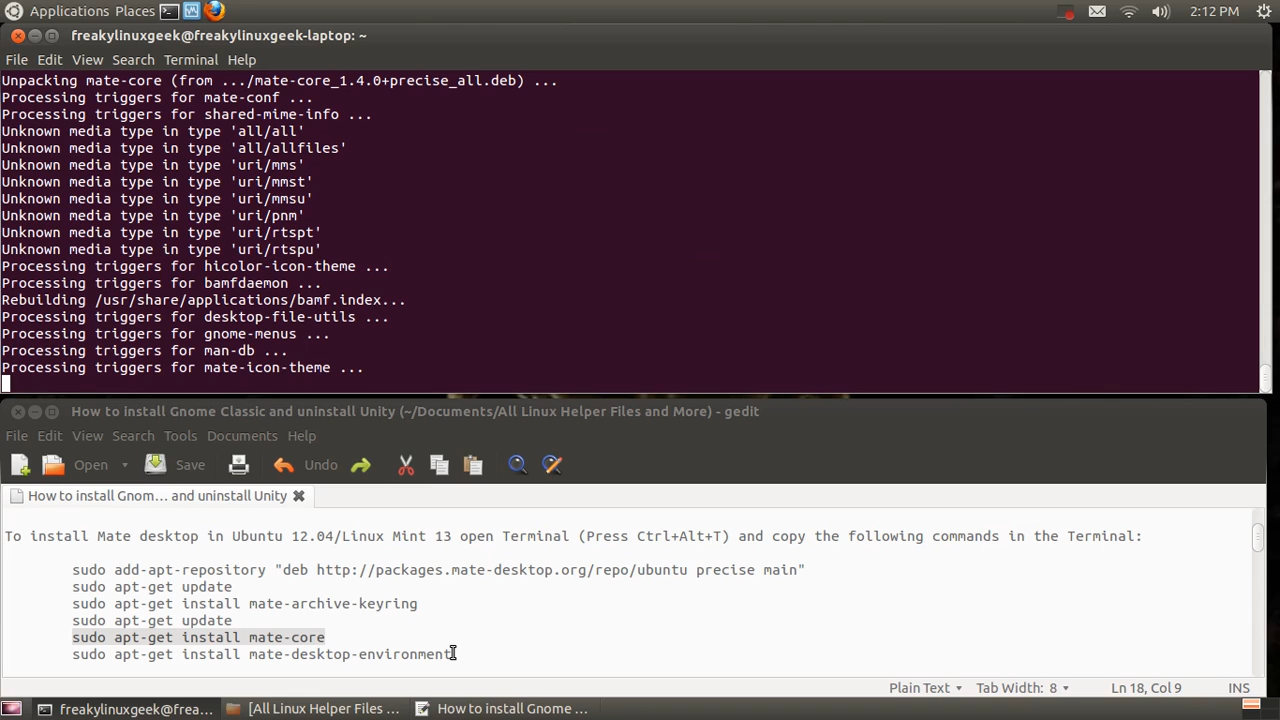 Applications Places 2:12 PM
freakylinuxgeek@freakylinuxgeek-laptop: ~
File Edit View Search Terminal Help
Unpacking mate-core (from .../mate-core_1.4.0+precise_all.deb) ...
Processing triggers for mate-conf ...
Processing triggers for shared-mime-info ...
Unknown media type in type 'all/all'
Unknown media type in type 'all/allfiles'
Unknown media type in type 'uri/mms'
Unknown media type in type 'uri/mmst'
Unknown media type in type 'uri/mmsu'
Unknown media type in type 'uri/pnm'
Unknown media type in type 'uri/rtspt'
Unknown media type in type 'uri/rtspu'
Processing triggers for hicolor-icon-theme ...
Processing triggers for bamfdaemon ...
Rebuilding /usr/share/applications/bamf.index...
Processing triggers for desktop-file-utils ...
Processing triggers for gnome-menus ...
Processing triggers for man-db ...
Processing triggers for mate-icon-theme ...
How to install Gnome Classic and uninstall Unity (~/Documents/All Linux Helper Files and More) - gedit
File Edit View Search Tools Documents Help
Open Save Undo
How to install Gnom... and uninstall Unity
To install Mate desktop in Ubuntu 12.04/Linux Mint 13 open Terminal (Press Ctrl+Alt+T) and copy the following commands in the Terminal:
sudo add-apt-repository "deb http://packages.mate-desktop.org/repo/ubuntu precise main"
sudo apt-get update
sudo apt-get install mate-archive-keyring
sudo apt-get update
sudo apt-get install mate-core
sudo apt-get install mate-desktop-environment
Plain Text Tab Width: 8 Ln 18, Col 9 INS
freakylinuxgeek@frea... [All Linux Helper Files ... How to install Gnome ...